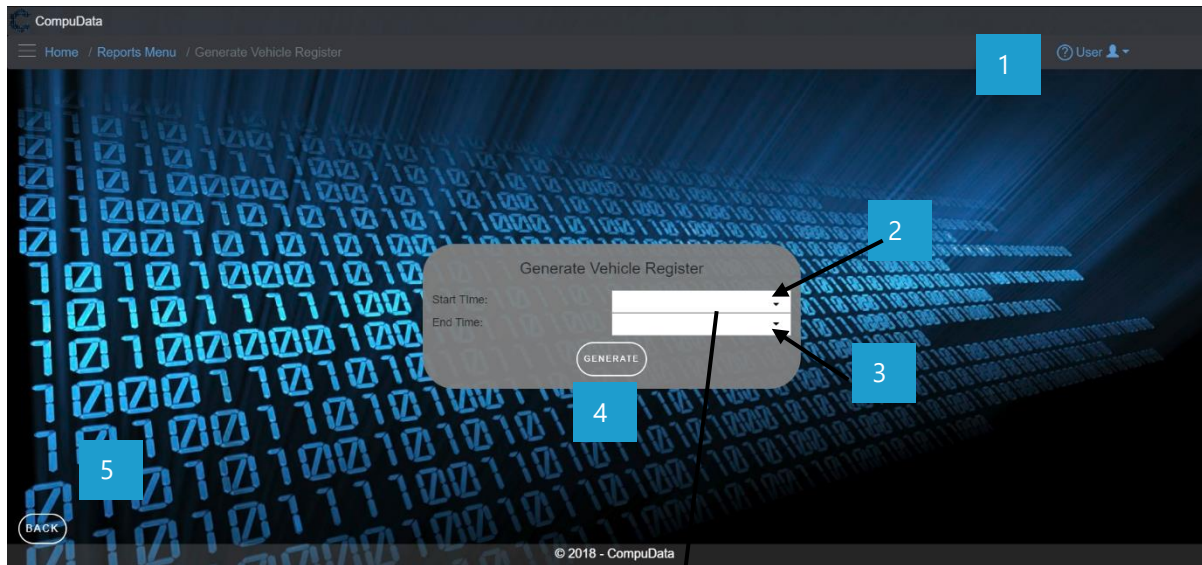 CompuData
Home / Reports Menu / Generate Vehicle Register
1
User
2
Generate Vehicle Register
Start Time:
End Time:
GENERATE
3
4
5
BACK
© 2018 - CompuData